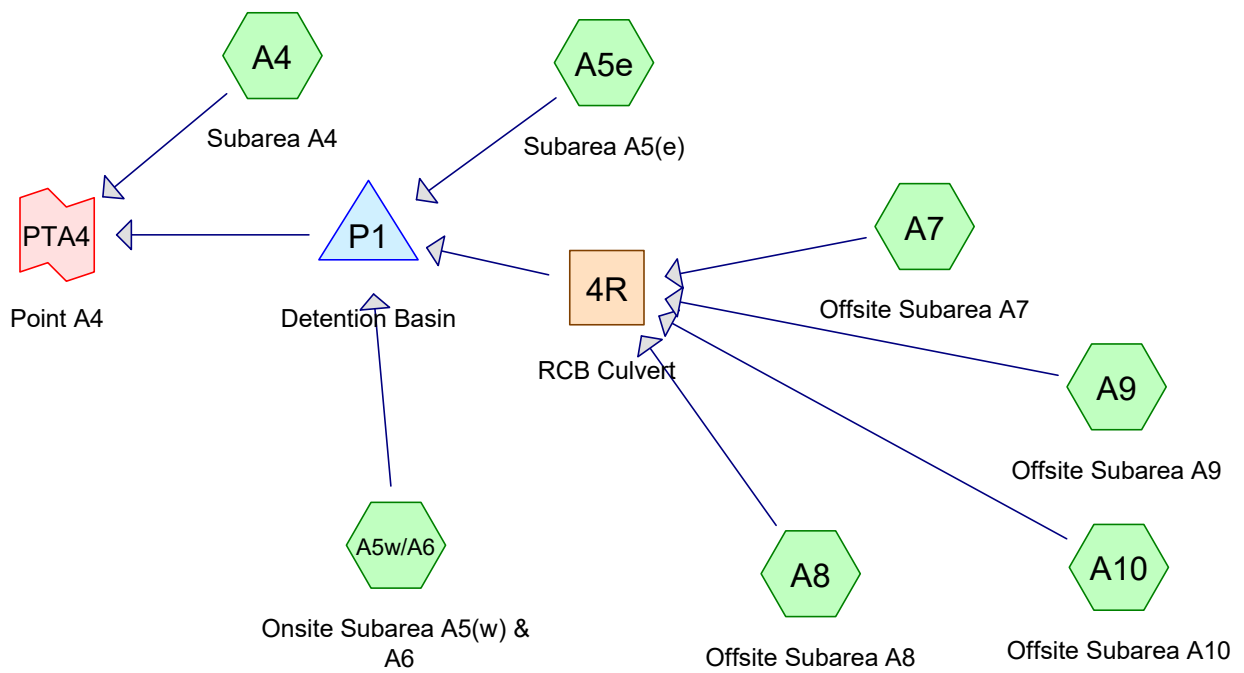 A4
Subarea A4
A5e
Subarea A5(e)
PTA4
Point A4
P1
Detention Basin
4R
RCB Culvert
A7
Offsite Subarea A7
A9
Offsite Subarea A9
A5w/A6
Onsite Subarea A5(w) &
A6
A8
Offsite Subarea A8
A10
Offsite Subarea A10